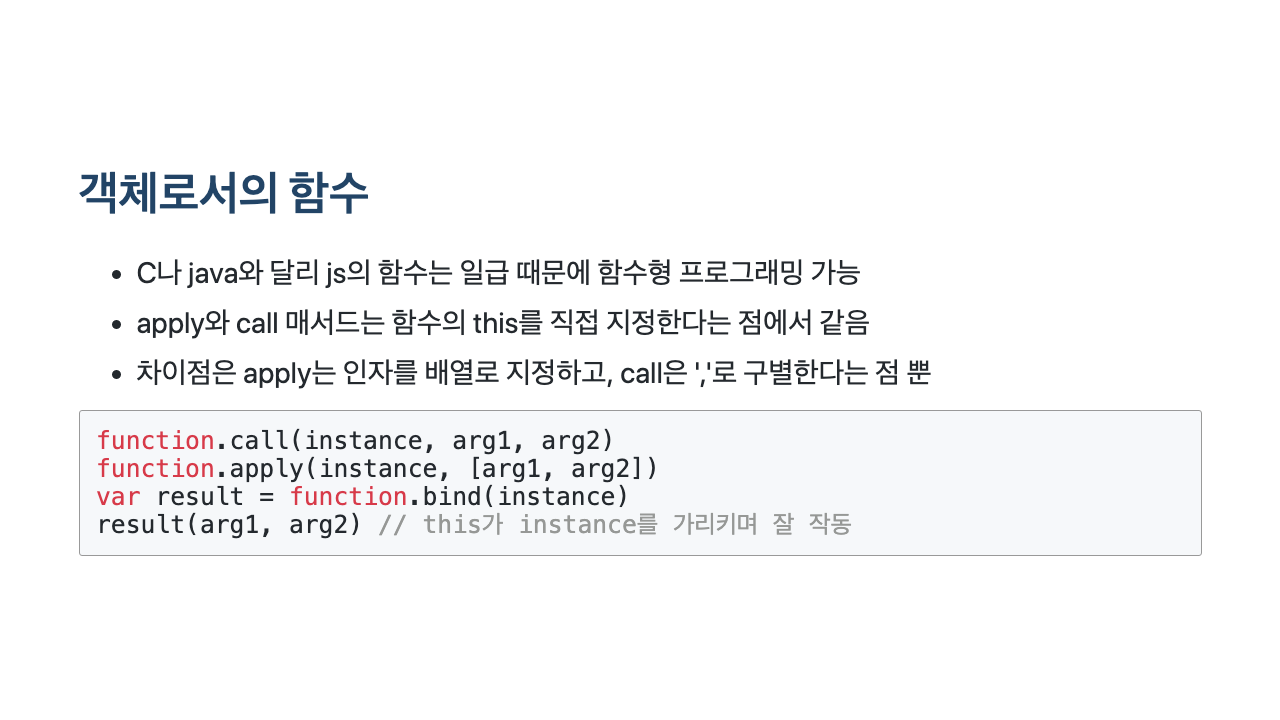 객체로서의 함수
• C나 java와 달리 js의 함수는 일급 때문에 함수형 프로그래밍 가능
• apply와 call 매서드는 함수의 this를 직접 지정한다는 점에서 같음
• 차이점은 apply는 인자를 배열로 지정하고, call은 ','로 구별한다는 점 뿐
function.call(instance, arg1, arg2)
function.apply(instance, [arg1, arg2])
var result = function.bind(instance)
result(arg1, arg2) // this가 instance를 가리키며 잘 작동